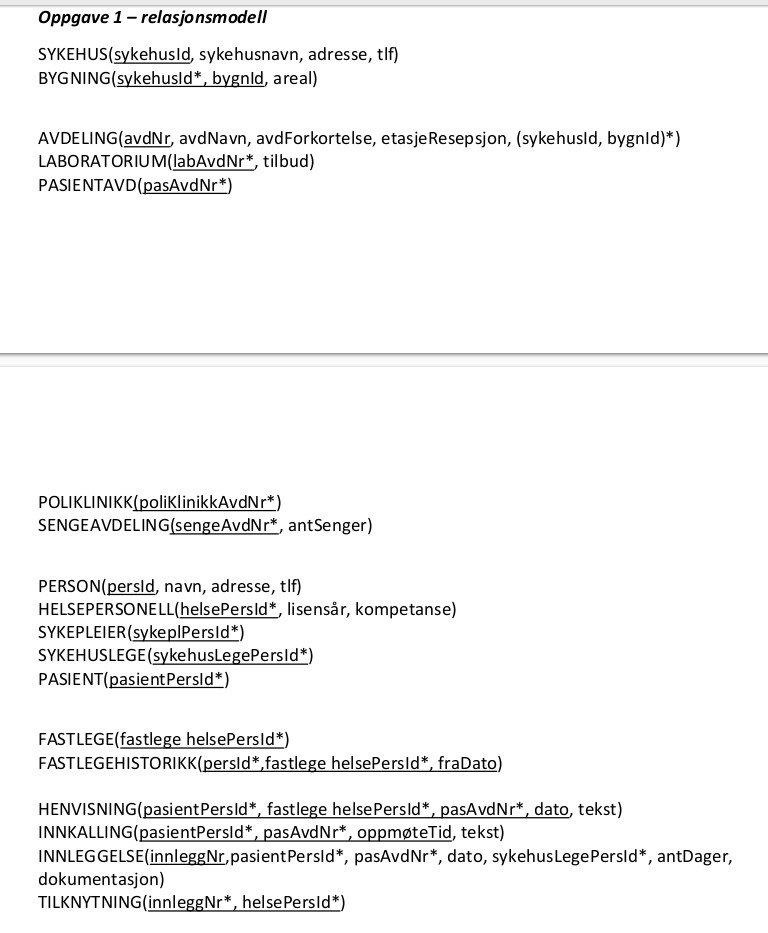 Oppgave 1 – relasjonsmodell
SYKEHUS(sykehusId, sykehusnavn, adresse, tlf)
BYGNING(sykehusId*, bygnId, areal)
AVDELING(avdNr, avdNavn, avdForkortelse, etasjeResepsjon, (sykehusId, bygnId)*)
LABORATORIUM(labAvdNr*, tilbud)
PASIENTAVD(pasAvdNr*)
POLIKLINIKK(poliKlinikkAvdNr*)
SENGEAVDELING(sengeAvdNr*, antSenger)
PERSON(persId, navn, adresse, tlf)
HELSEPERSONELL(helsePersId*, lisensår, kompetanse)
SYKEPLEIER(sykeplPersId*)
SYKEHUSLEGE(sykehusLegePersId*)
PASIENT(pasientPersId*)
FASTLEGE(fastlege helsePersId*)
FASTLEGEHISTORIKK(persId*,fastlege helsePersId*, fraDato)
HENVISNING(pasientPersId*, fastlege helsePersId*, pasAvdNr*, dato, tekst)
INNKALLING(pasientPersId*, pasAvdNr*, oppmøteTid, tekst)
INNLEGGELSE(innleggNr,pasientPersId*, pasAvdNr*, dato, sykehusLegePersId*, antDager,
dokumentasjon)
TILKNYTNING(innleggNr*, helsePersId*)